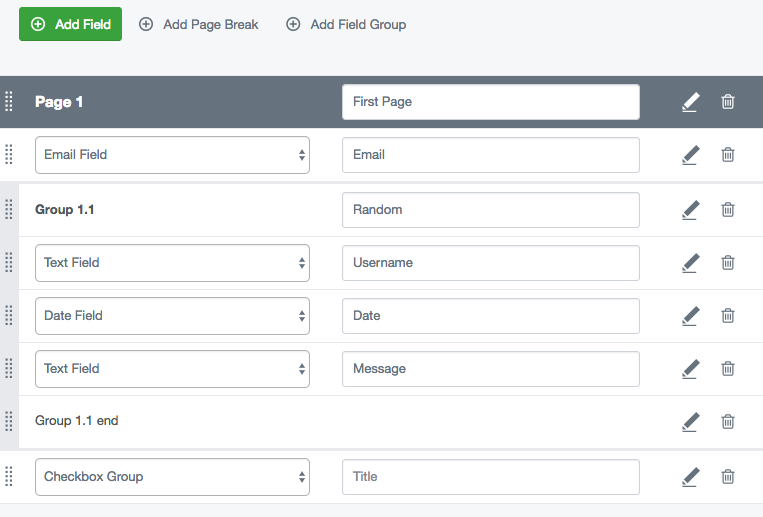 Add Field Add Page Break Add Field Group
Page 1 First Page
Email Field Email
Group 1.1 Random
Text Field Username
Date Field Date
Text Field Message
Group 1.1 end
Checkbox Group Title